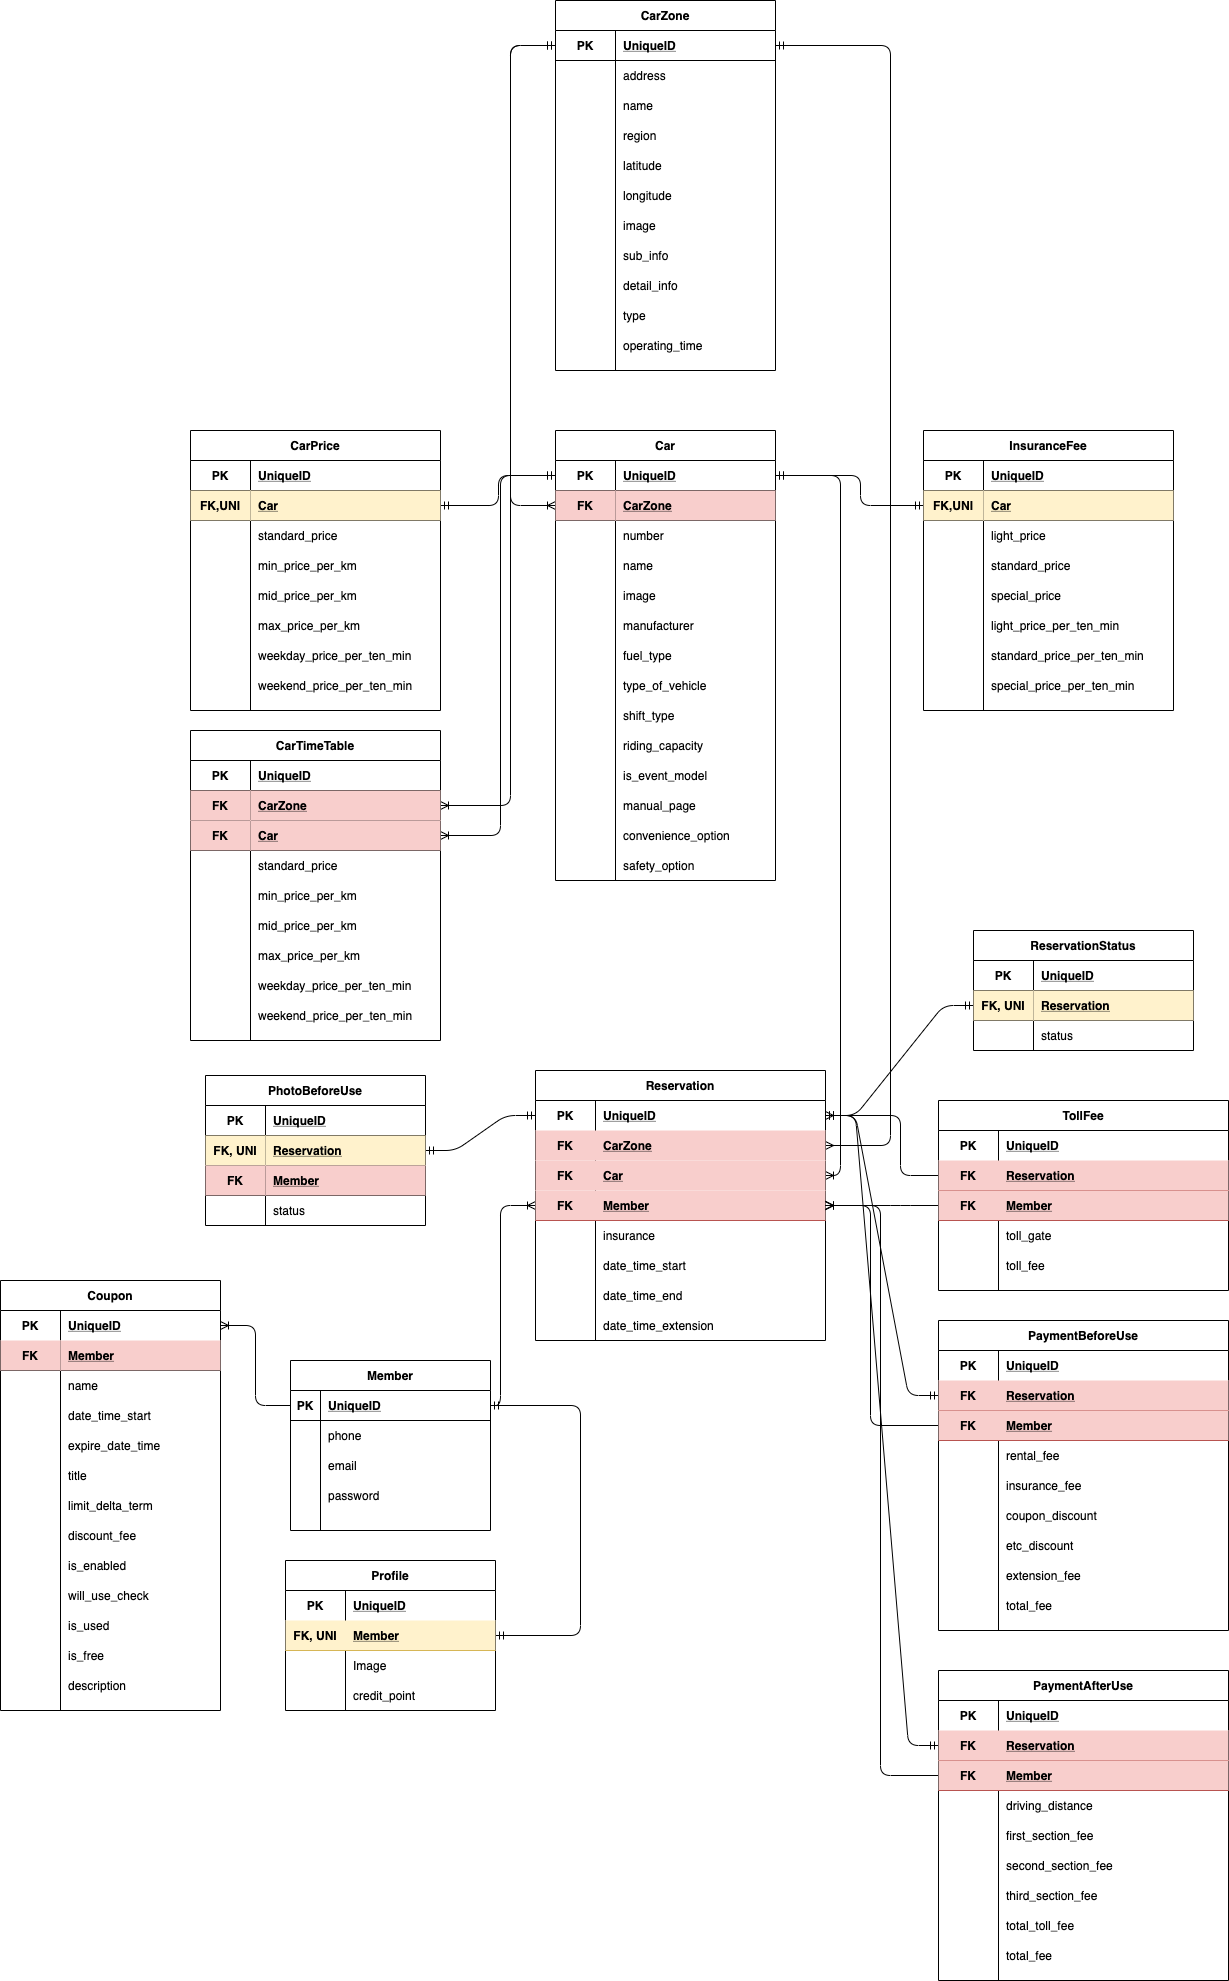 CarZone
PK UniqueID
address
name
region
latitude
longitude
image
sub_info
detail_info
type
operating_time
CarPrice
PK UniqueID
FK,UNI Car
standard_price
min_price_per_km
mid_price_per_km
max_price_per_km
weekday_price_per_ten_min
weekend_price_per_ten_min
Car
PK UniqueID
FK CarZone
number
name
image
manufacturer
fuel_type
type_of_vehicle
shift_type
riding_capacity
is_event_model
manual_page
convenience_option
safety_option
InsuranceFee
PK UniqueID
FK,UNI Car
light_price
standard_price
special_price
light_price_per_ten_min
standard_price_per_ten_min
special_price_per_ten_min
CarTimeTable
PK UniqueID
FK CarZone
FK Car
standard_price
min_price_per_km
mid_price_per_km
max_price_per_km
weekday_price_per_ten_min
weekend_price_per_ten_min
ReservationStatus
PK UniqueID
FK, UNI Reservation
status
PhotoBeforeUse
PK UniqueID
FK, UNI Reservation
FK Member
status
Reservation
PK UniqueID
FK CarZone
FK Car
FK Member
insurance
date_time_start
date_time_end
date_time_extension
TollFee
PK UniqueID
FK Reservation
FK Member
toll_gate
toll_fee
Coupon
PK UniqueID
FK Member
name
date_time_start
expire_date_time
title
limit_delta_term
discount_fee
is_enabled
will_use_check
is_used
is_free
description
Member
PK UniqueID
phone
email
password
PaymentBeforeUse
PK UniqueID
FK Reservation
FK Member
rental_fee
insurance_fee
coupon_discount
etc_discount
extension_fee
total_fee
Profile
PK UniqueID
FK, UNI Member
Image
credit_point
PaymentAfterUse
PK UniqueID
FK Reservation
FK Member
driving_distance
first_section_fee
second_section_fee
third_section_fee
total_toll_fee
total_fee